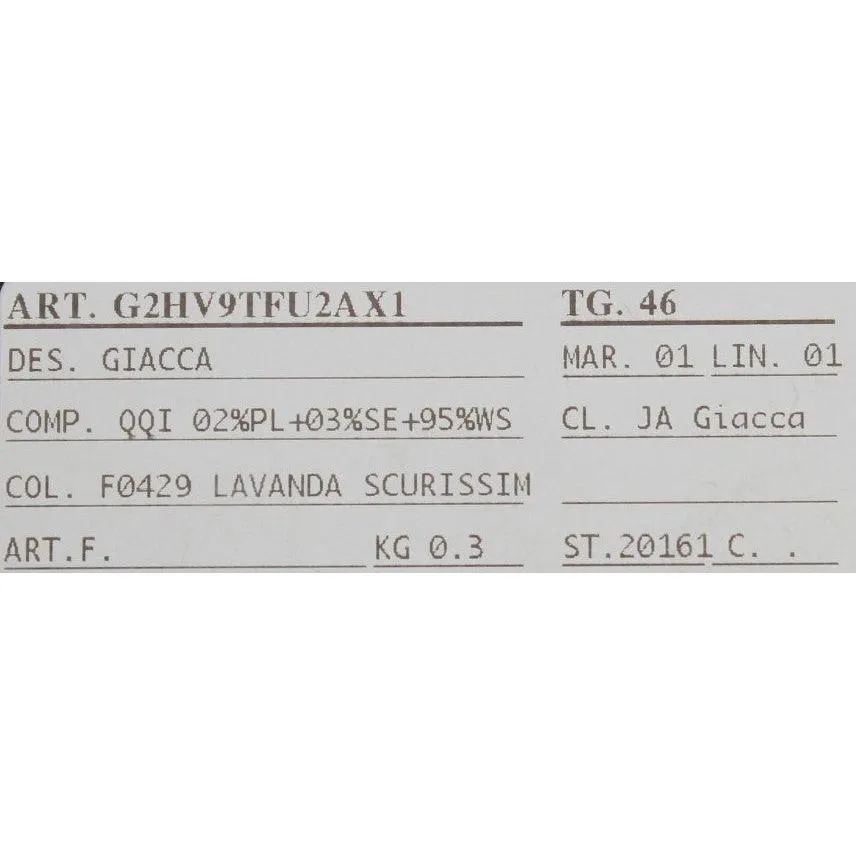 ART. G2HV9TFU2AX1 TG. 46
DES. GIACCA MAR. 01 LIN. 01
COMP. QQI 02%PL+03%SE+95%WS CL. JA Giacca
COL. F0429 LAVANDA SCURISSIM
ART.F. KG 0.3 ST.20161 C. .